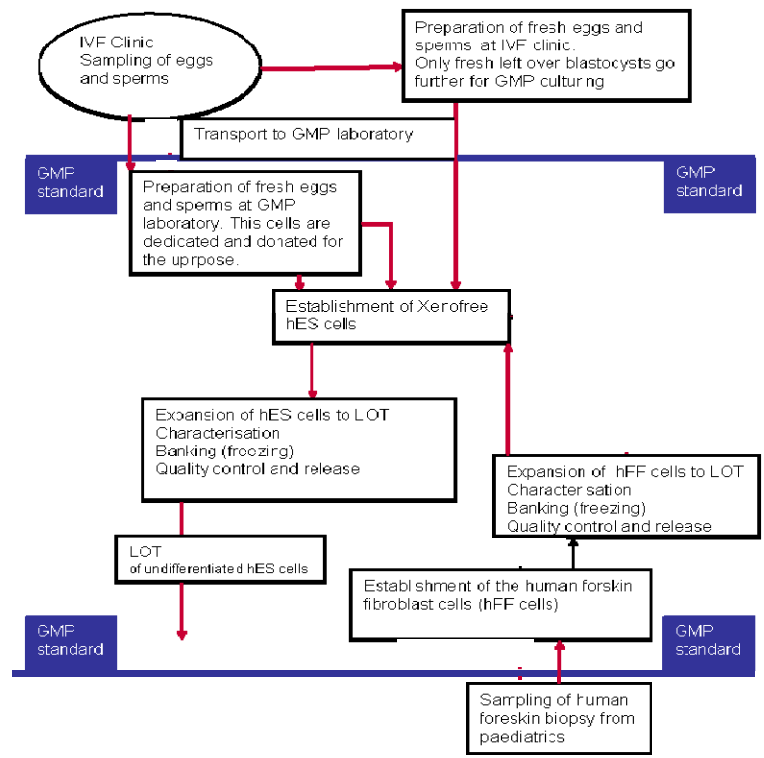 IVF Clinic
Sampling of eggs
and sperms
Preparation of fresh eggs and
sperms at IVF clinic.
Only fresh left over blastocysts go
further for GMP culturing
Transport to GMP laboratory
GMP
standard
GMP
standard
Preparation of fresh eggs
and sperms at GMP
laboratory. This cells are
dedicated and donated for
the uprpose.
Establishment of Xenofree
hES cells
Expansion of hES cells to LOT
Characterisation
Banking (freezing)
Quality control and release
Expansion of hFF cells to LOT
Characterisation
Banking (freezing)
Quality control and release
LOT
of undifferentiated hES cells
Establishment of the human forskin
fibroblast cells (hFF cells)
GMP
standard
GMP
standard
Sampling of human
foreskin biopsy from
paediatrics